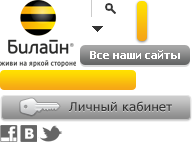 Билайн®
живи на яркой стороне
Все наши сайты
Личный кабинет